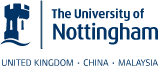 The University of
Nottingham
UNITED KINGDOM · CHINA · MALAYSIA